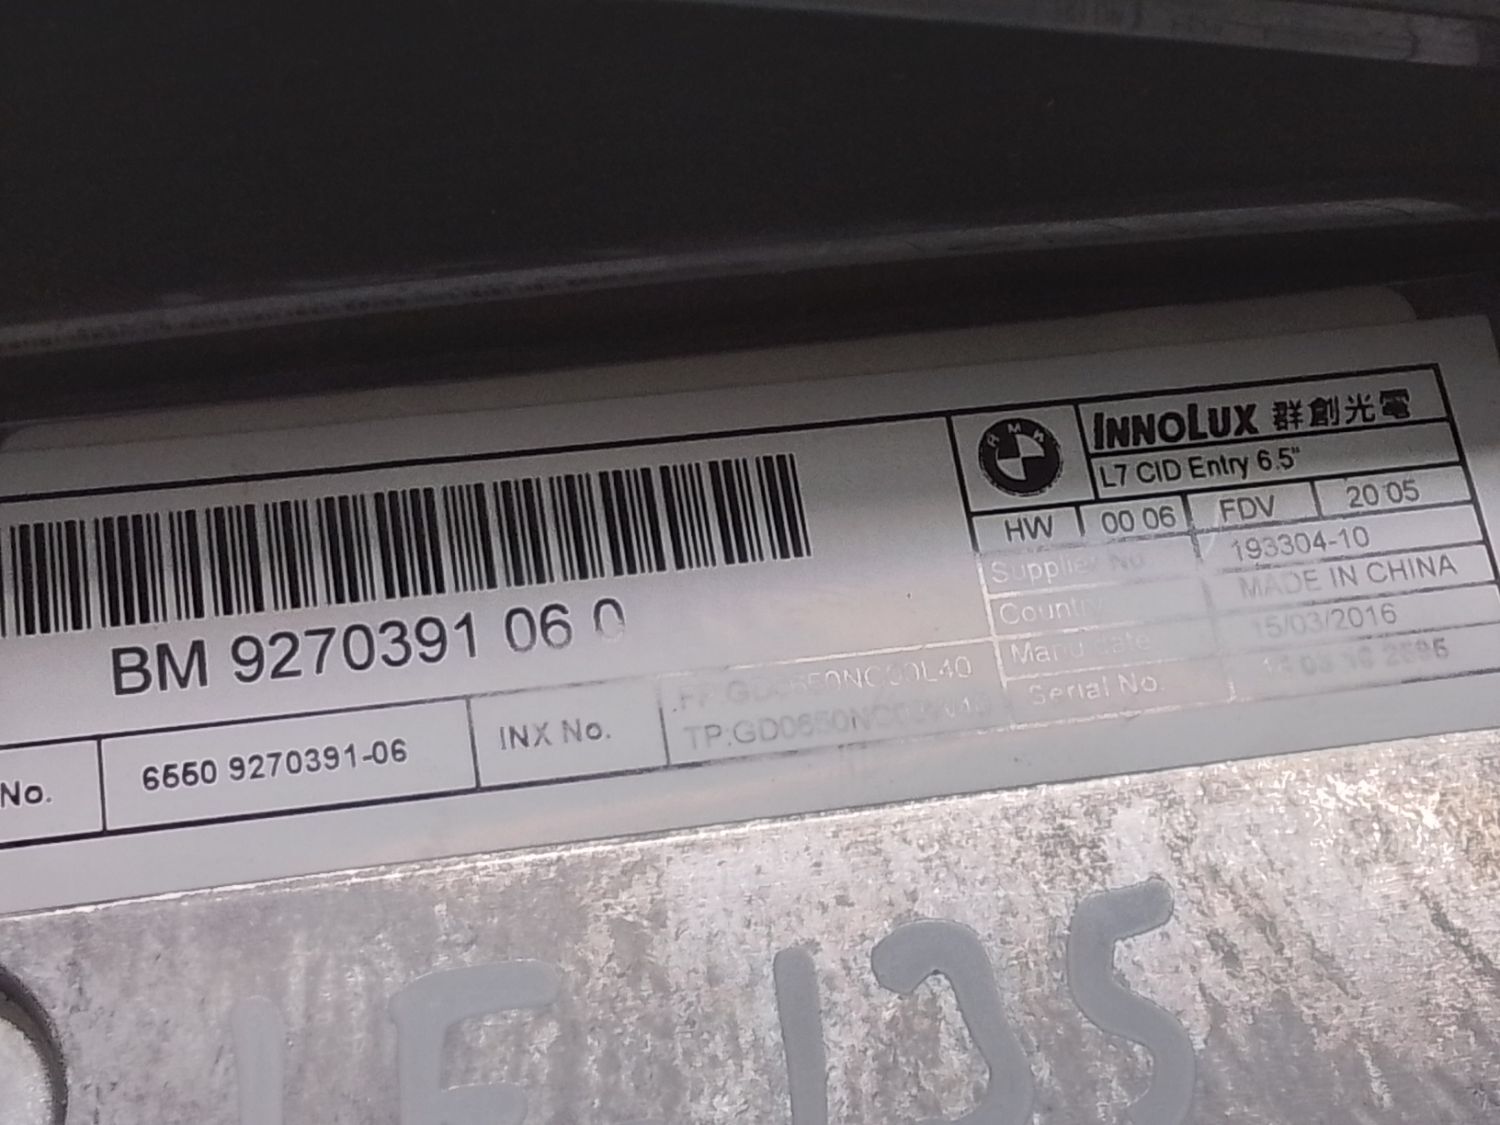 BMW
INNOLUX 群創光電
L7 CID Entry 6.5"
HW 00 06 FDV 20 05
Supplier No 193304-10
Country MADE IN CHINA
Manu date 15/03/2016
Serial No.
BM 9270391 06 0
No. 6550 9270391-06 INX No.